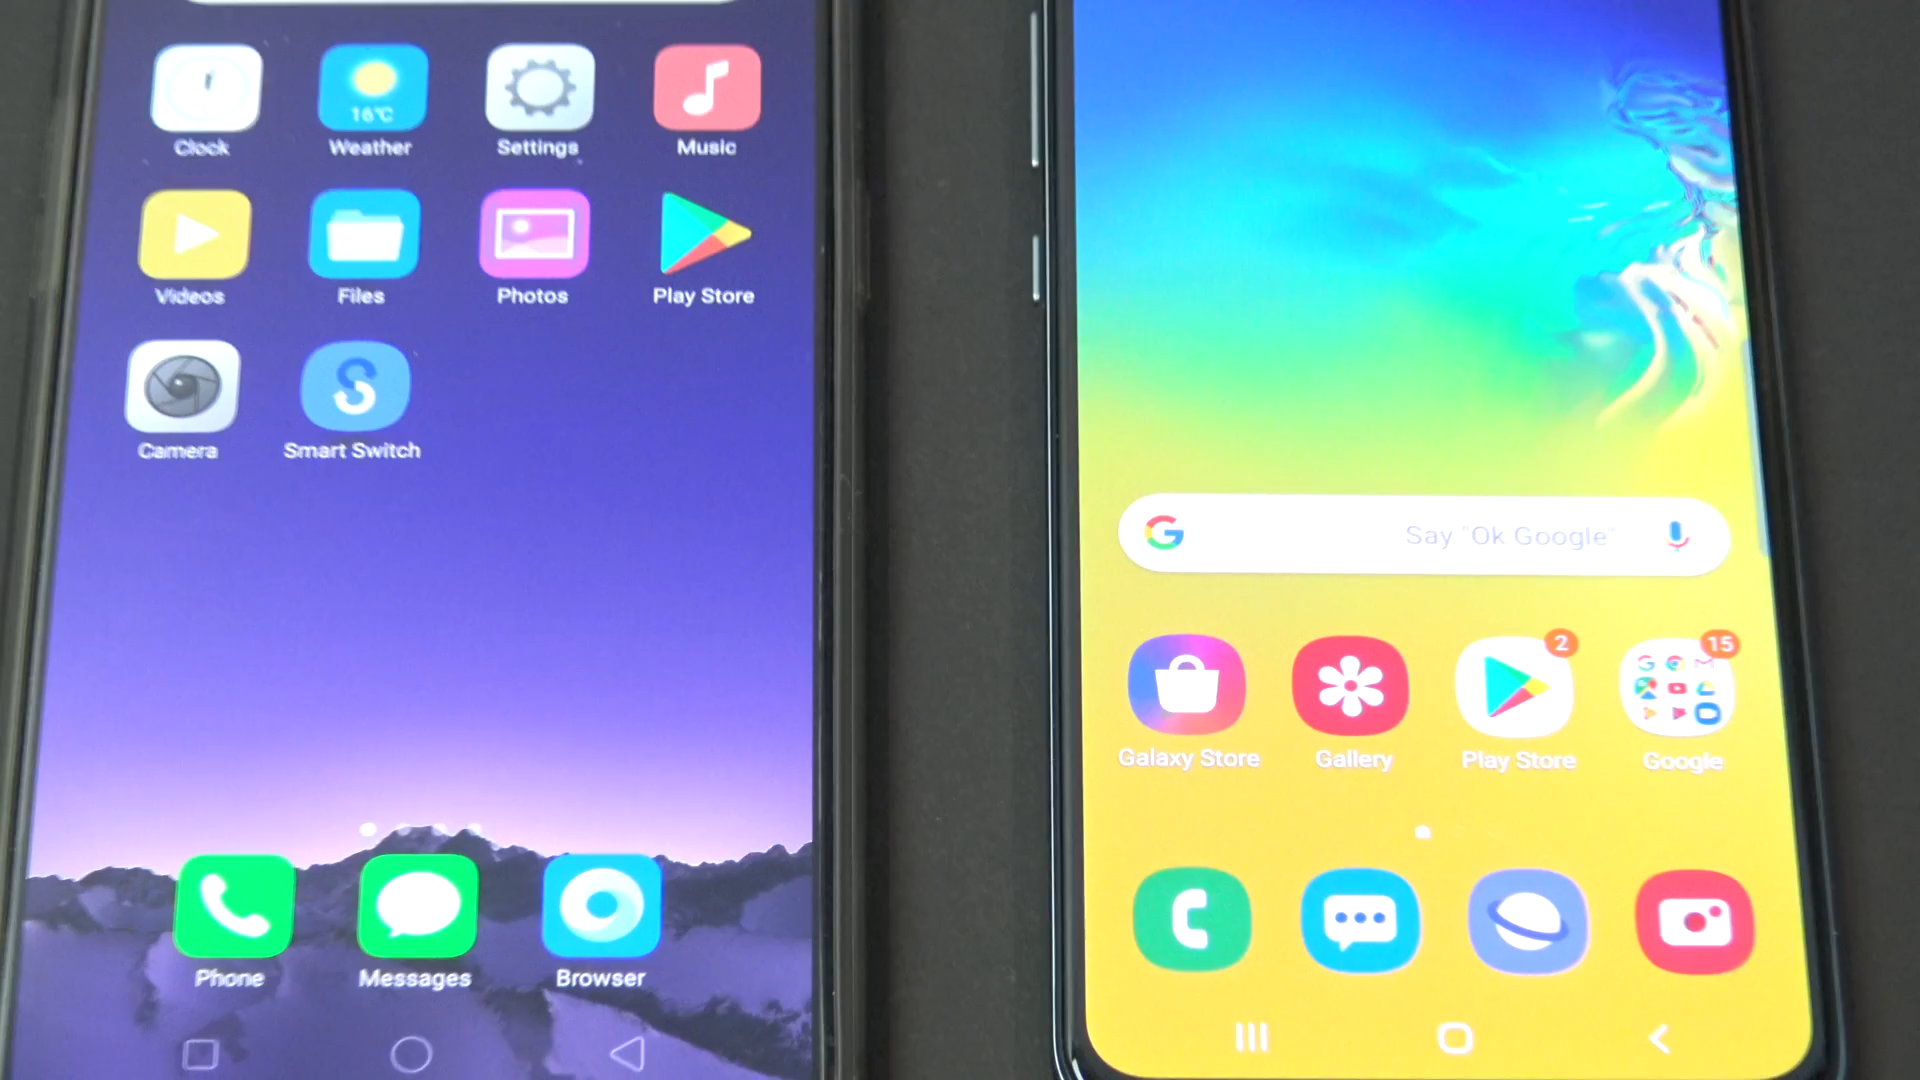 16°C
Clock Weather Settings Music
Videos Files Photos Play Store
Camera Smart Switch
Phone Messages Browser
G Say "Ok Google"
2 15
Galaxy Store Gallery Play Store Google